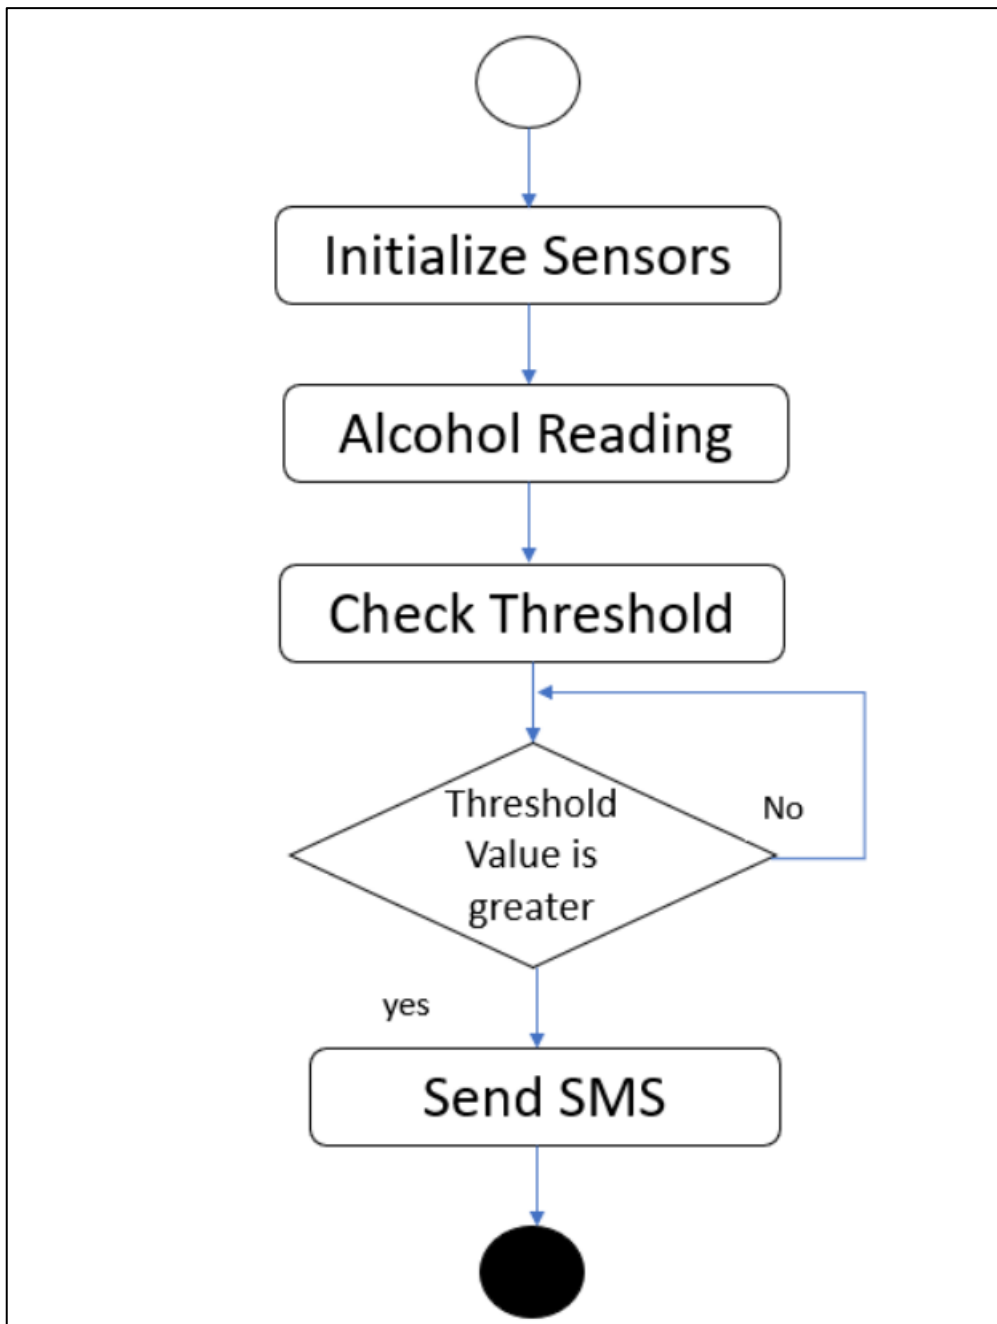 Initialize Sensors
Alcohol Reading
Check Threshold
Threshold
Value is
greater
No
yes
Send SMS